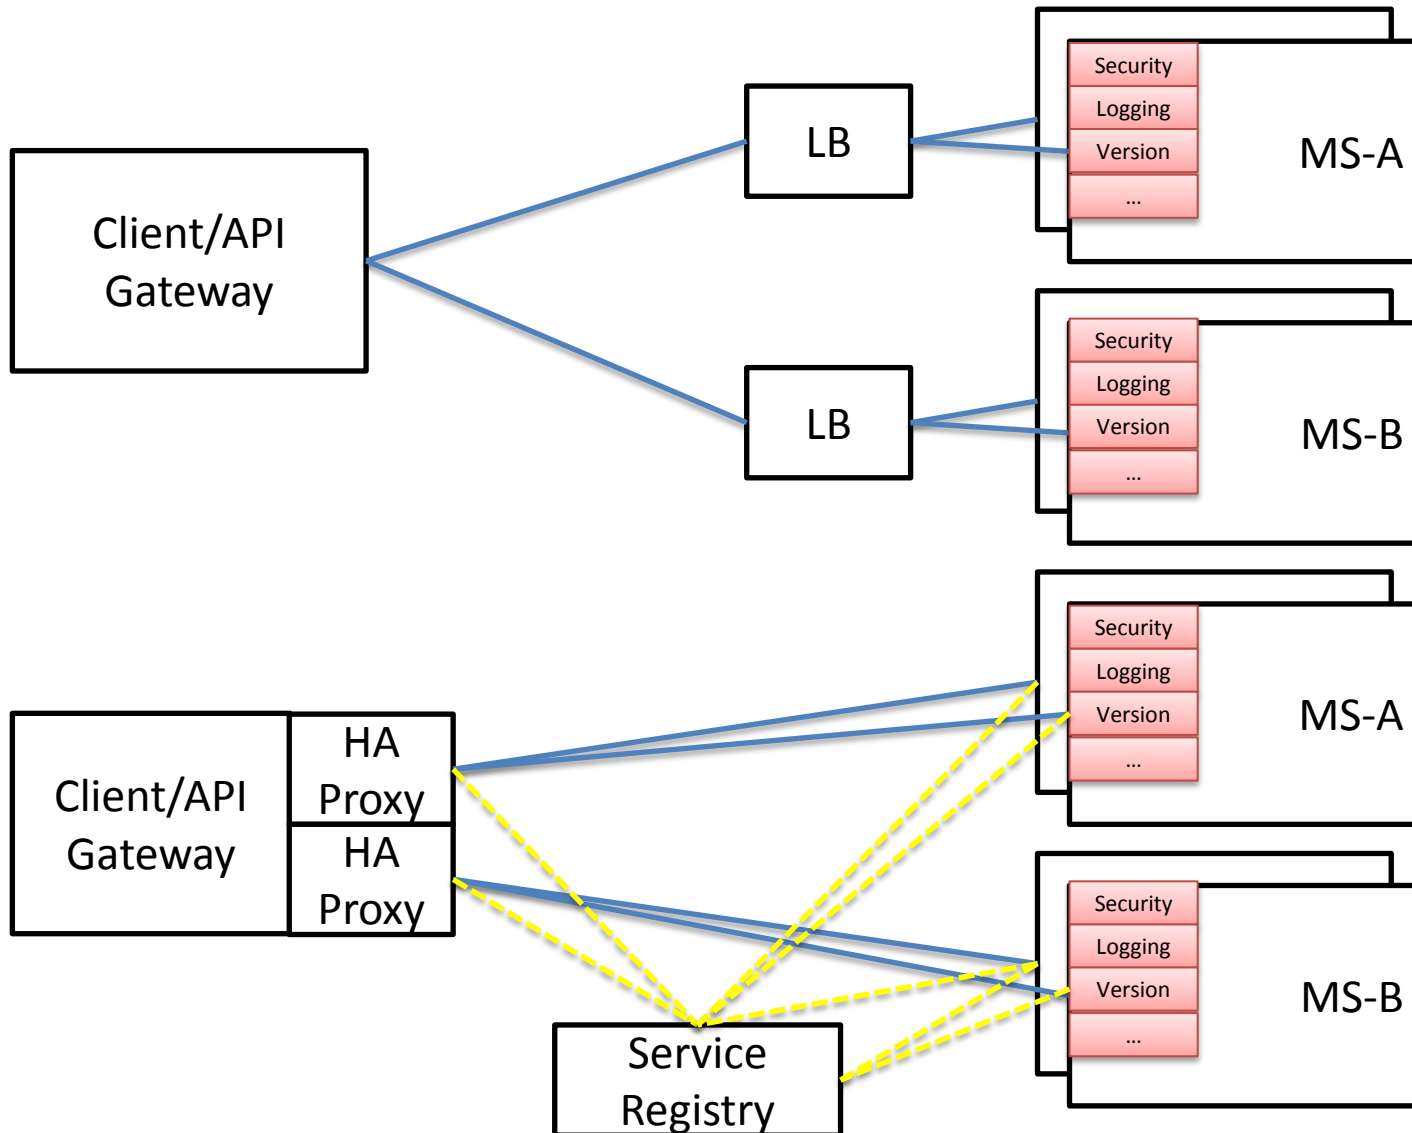 Client/API
Gateway
LB
Security
Logging
Version
...
MS-A
LB
Security
Logging
Version
...
MS-B
Client/API
Gateway
HA
Proxy
HA
Proxy
Security
Logging
Version
...
MS-A
Security
Logging
Version
...
MS-B
Service
Registry